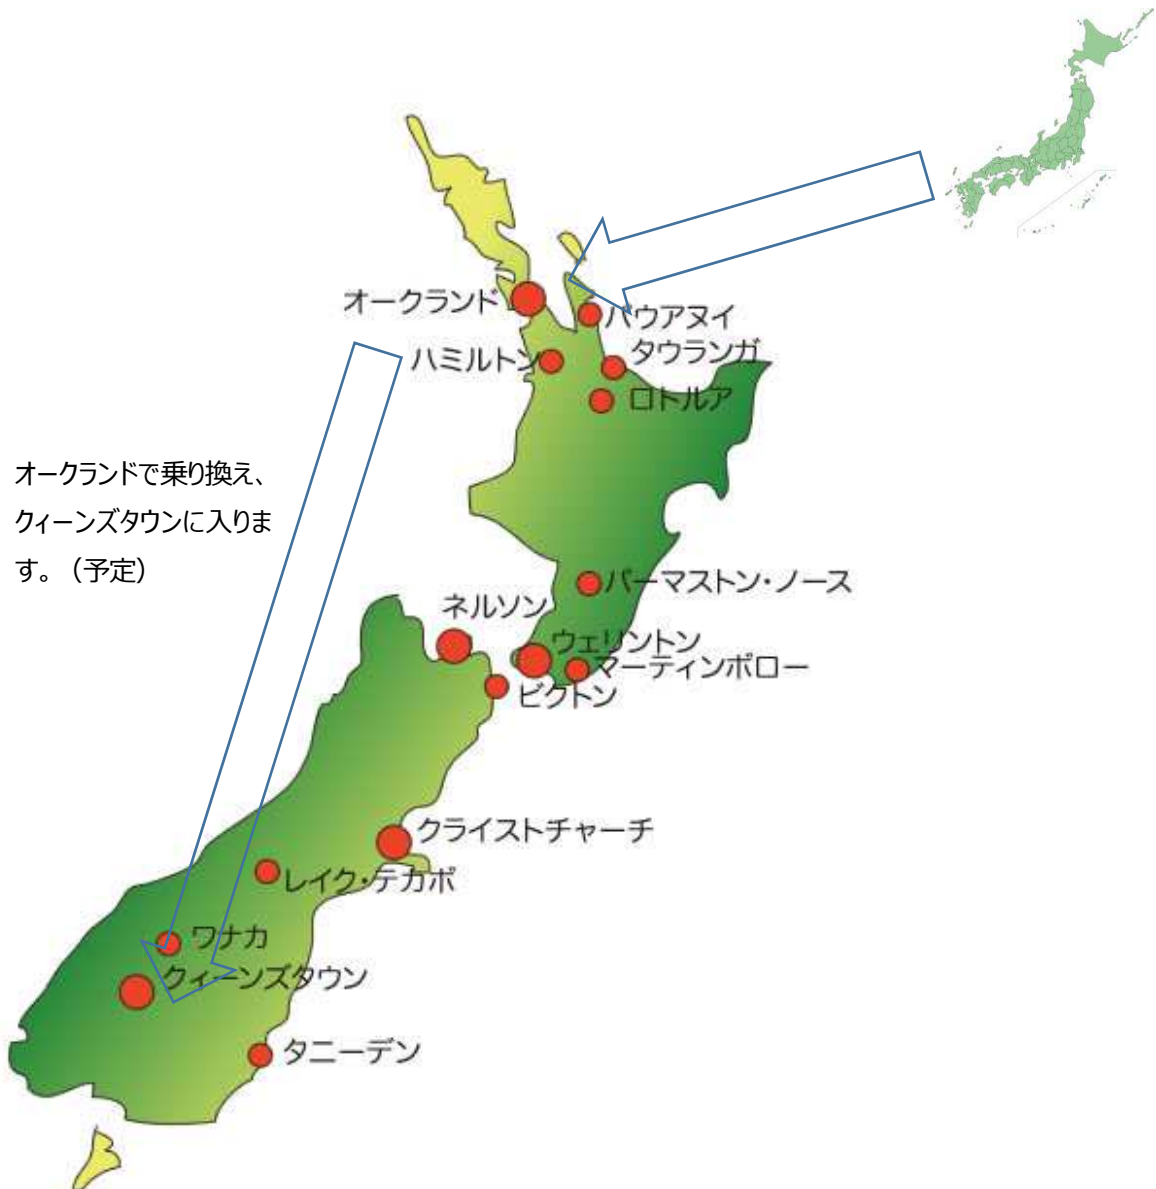 オークランド
パウアヌイ
ハミルトン
タウランガ
ロトルア
オークランドで乗り換え、
クィーンズタウンに入りま
す。（予定）
パーマストン・ノース
ネルソン
ウェリントン
マーティンボロー
ピクトン
クライストチャーチ
レイク・テカポ
ワナカ
クィーンズタウン
タニーデン